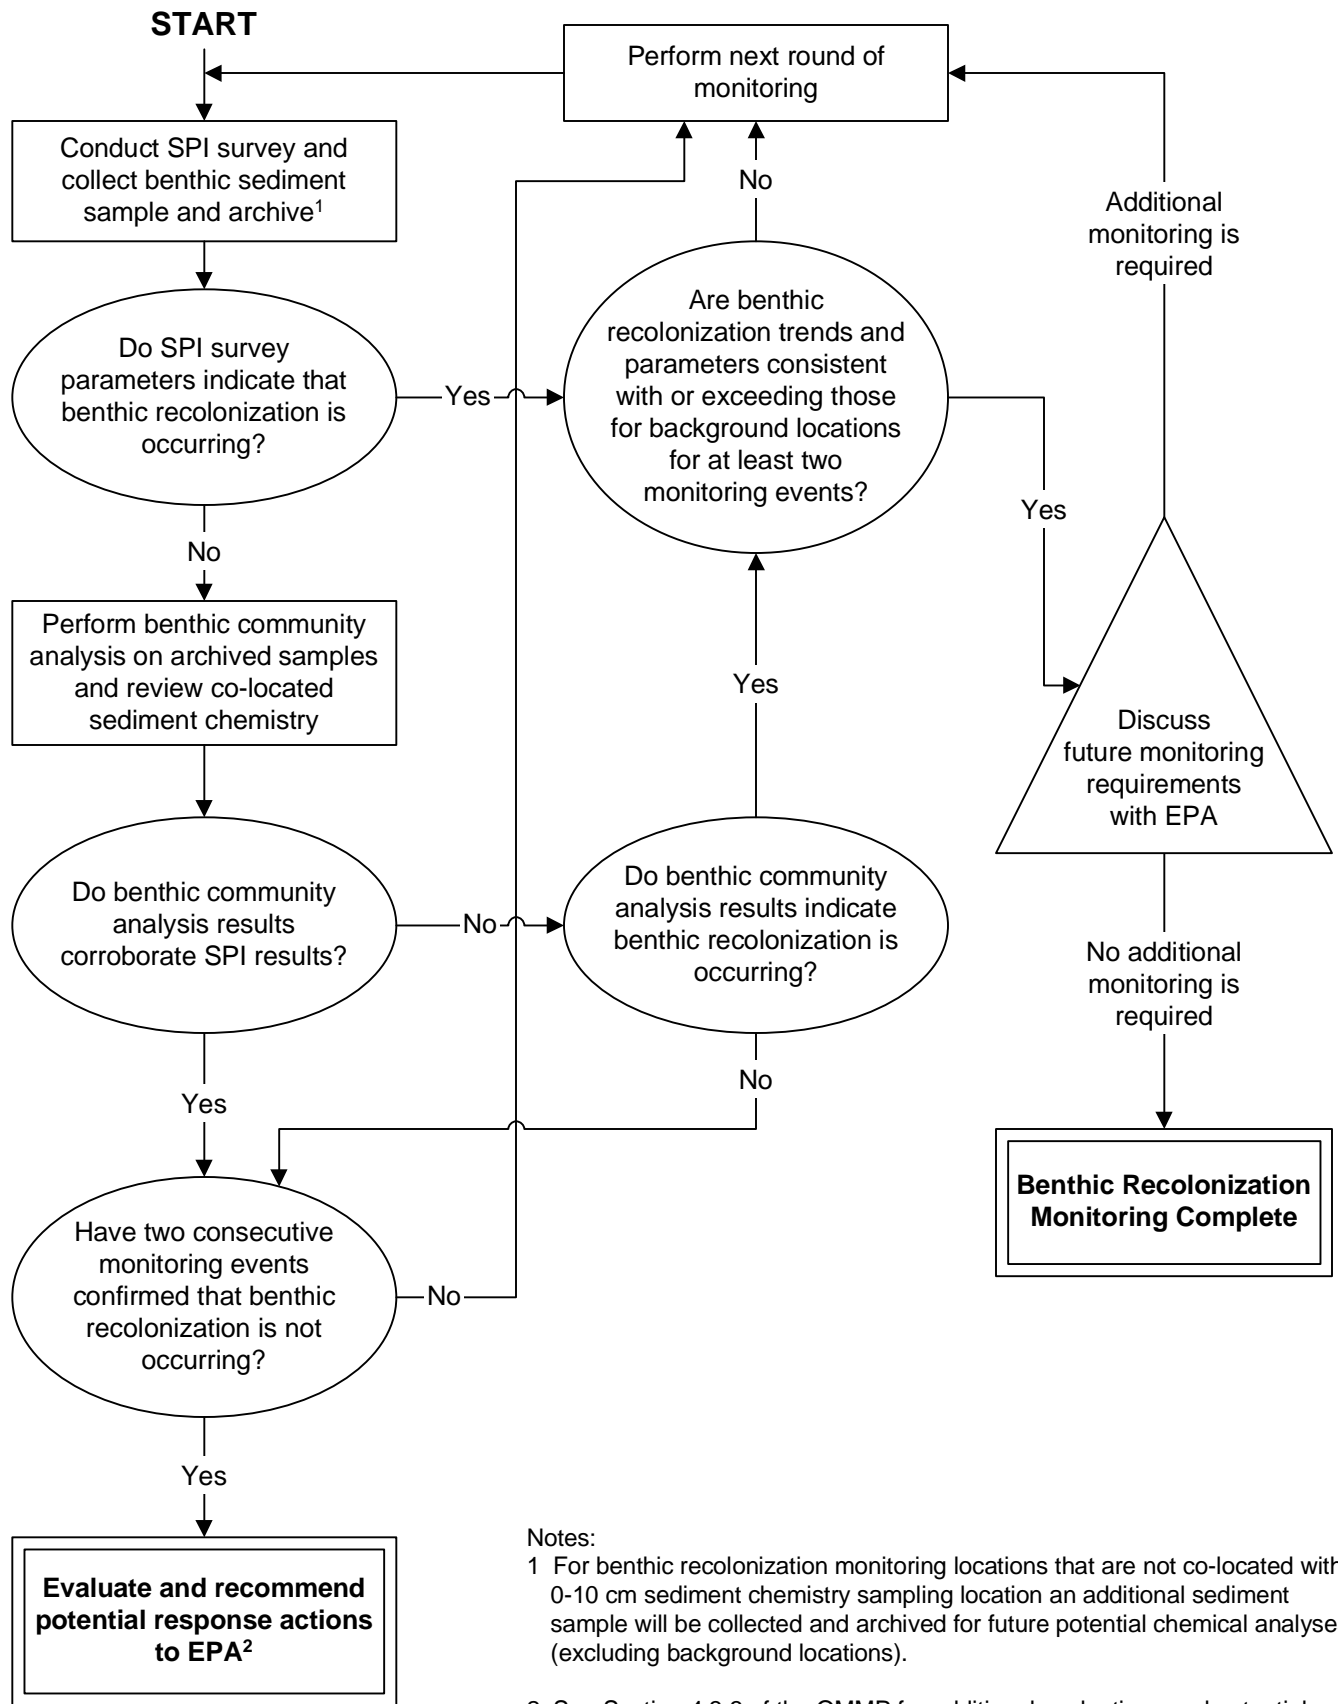 START
Perform next round of
monitoring
Conduct SPI survey and
collect benthic sediment
sample and archive¹
No
Additional
monitoring is
required
Do SPI survey
parameters indicate that
benthic recolonization is
occurring?
Yes
Are benthic
recolonization trends and
parameters consistent
with or exceeding those
for background locations
for at least two
monitoring events?
Yes
No
Perform benthic community
analysis on archived samples
and review co-located
sediment chemistry
Yes
Discuss
future monitoring
requirements
with EPA
Do benthic community
analysis results
corroborate SPI results?
No
Do benthic community
analysis results indicate
benthic recolonization is
occurring?
No additional
monitoring is
required
Yes
No
Benthic Recolonization
Monitoring Complete
Have two consecutive
monitoring events
confirmed that benthic
recolonization is not
occurring?
No
Yes
Evaluate and recommend
potential response actions
to EPA²
Notes:
1 For benthic recolonization monitoring locations that are not co-located with
0-10 cm sediment chemistry sampling location an additional sediment
sample will be collected and archived for future potential chemical analyse
(excluding background locations).